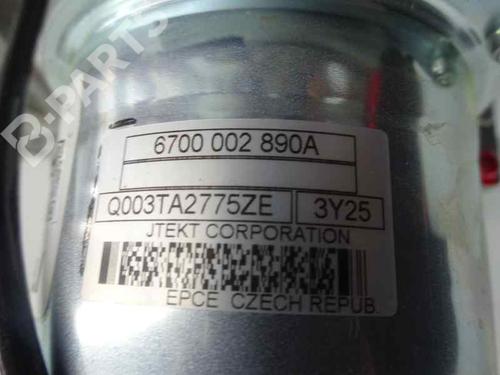 B-PARTS
6700 002 890A
Q003TA2775ZE 3Y25
JTEKT CORPORATION
EPCE CZECH REPUB.